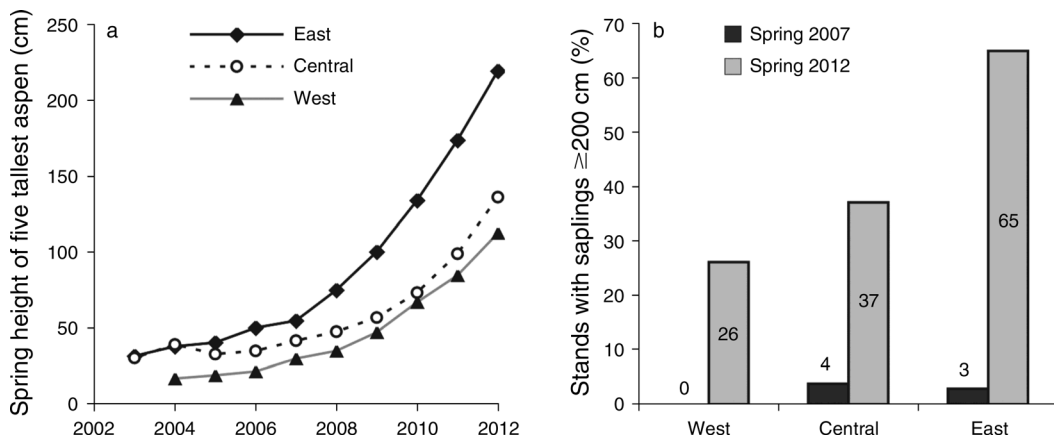 Spring height of five tallest aspen (cm)
250
200
150
100
50
0
2002
2004
2006
2008
2010
2012
a
East
Central
West
Stands with saplings ≥200 cm (%)
70
60
50
40
30
20
10
0
b
Spring 2007
Spring 2012
0
26
4
37
3
65
West
Central
East